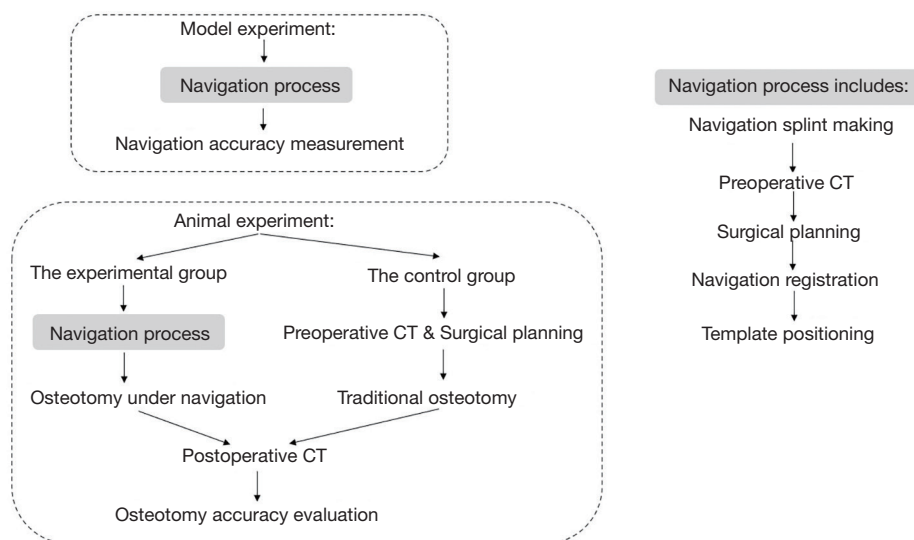 Model experiment:
Navigation process
Navigation accuracy measurement
Animal experiment:
The experimental group
The control group
Navigation process
Preoperative CT & Surgical planning
Osteotomy under navigation
Traditional osteotomy
Postoperative CT
Osteotomy accuracy evaluation
Navigation process includes:
Navigation splint making
Preoperative CT
Surgical planning
Navigation registration
Template positioning